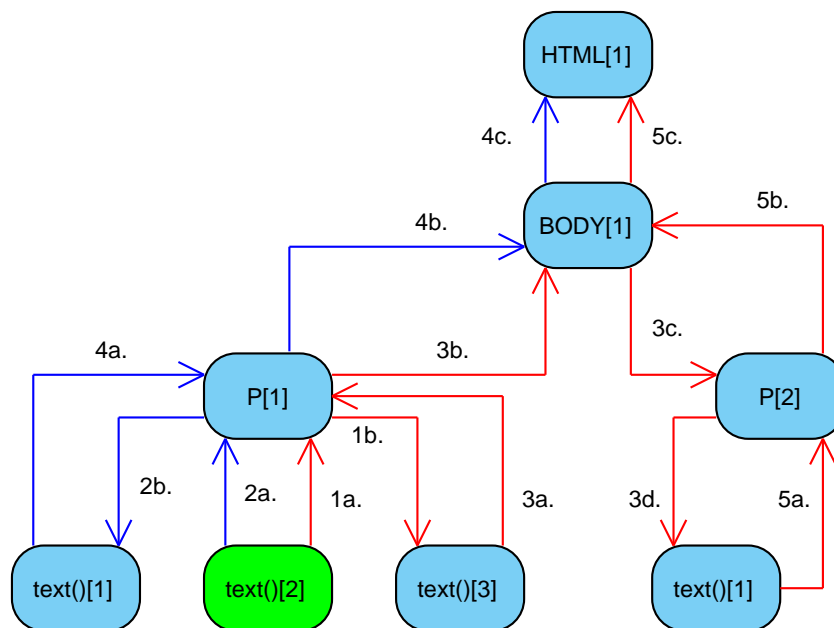 HTML[1]
4c.
5c.
4b.
BODY[1]
5b.
4a.
3b.
3c.
P[1]
P[2]
1b.
2b.
2a.
1a.
3a.
3d.
5a.
text()[1]
text()[2]
text()[3]
text()[1]